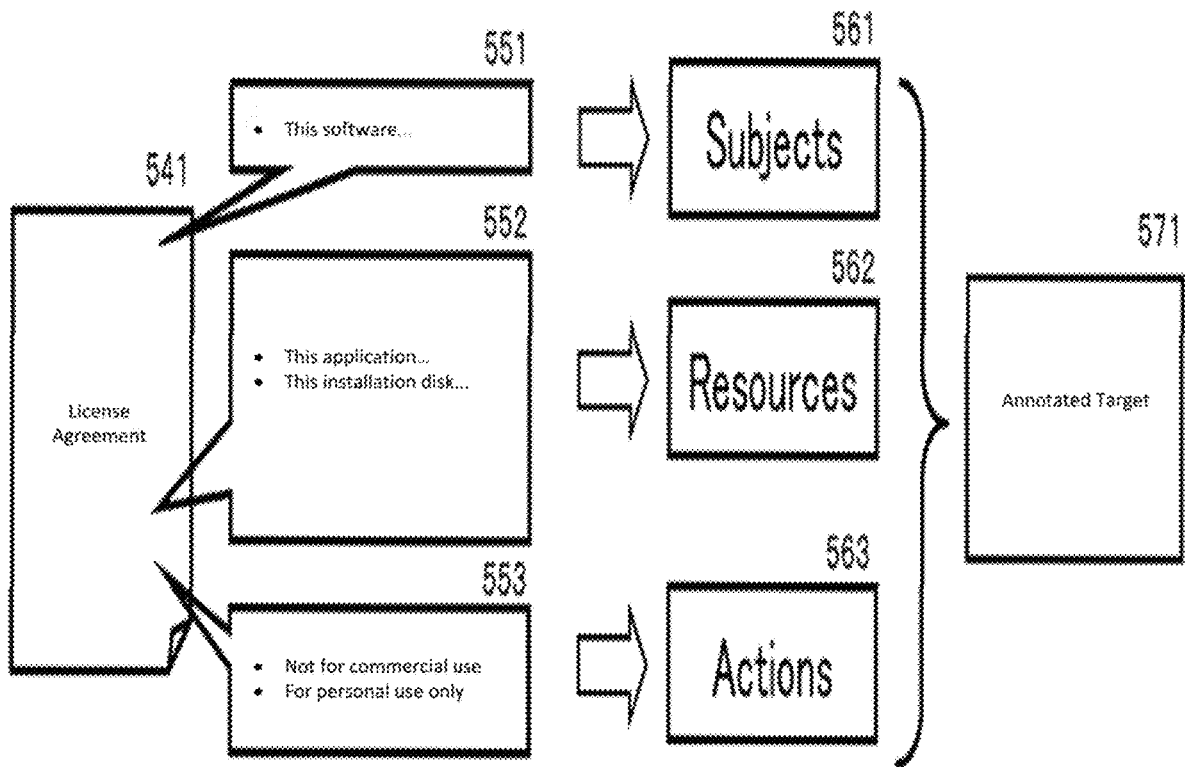 551
• This software...
561
Subjects
541
License
Agreement
552
• This application...
• This installation disk...
562
Resources
571
Annotated Target
553
• Not for commercial use
• For personal use only
563
Actions